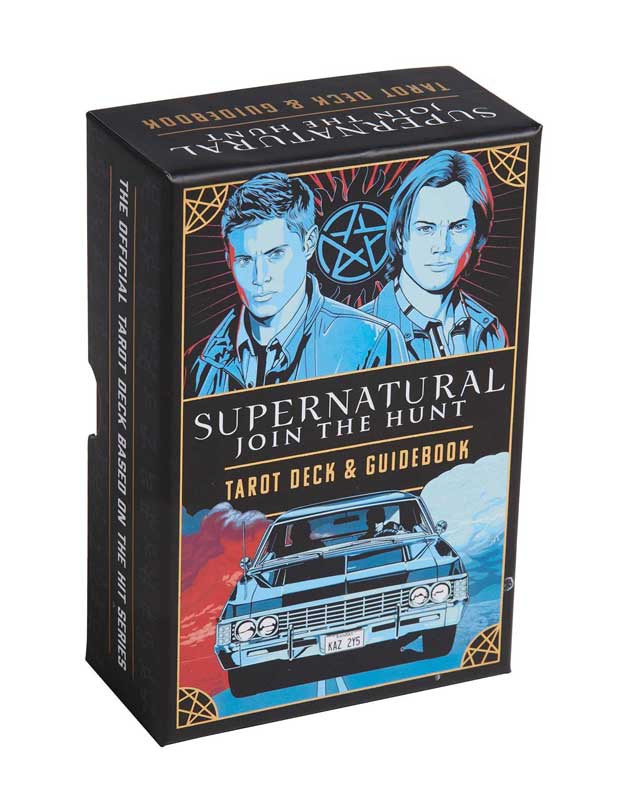 TAROT DECK & GUIDEBOOK
SUPERNATURAL
JOIN THE HUNT
THE OFFICIAL TAROT DECK BASED ON THE HIT SERIES
SUPERNATURAL
JOIN THE HUNT
TAROT DECK & GUIDEBOOK
KAZ 2Y5